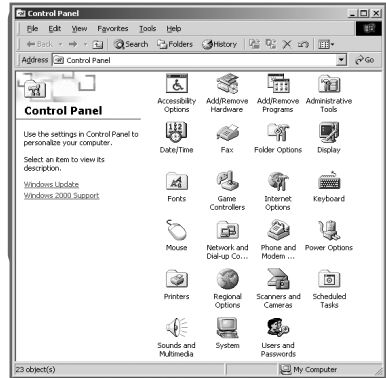 Control Panel
File Edit View Favorites Tools Help
Back Search Folders History
Address Control Panel Go
Control Panel
Use the settings in Control Panel to
personalize your computer.
Select an item to view its
description.
Windows Update
Windows 2000 Support
Accessibility
Options
Add/Remove
Hardware
Add/Remove
Programs
Administrative
Tools
Date/Time
Fax
Folder Options
Display
Fonts
Game
Controllers
Internet
Options
Keyboard
Mouse
Network and
Dial-up Co...
Phone and
Modem ...
Power Options
Printers
Regional
Options
Scanners and
Cameras
Scheduled
Tasks
Sounds and
Multimedia
System
Users and
Passwords
23 object(s) My Computer